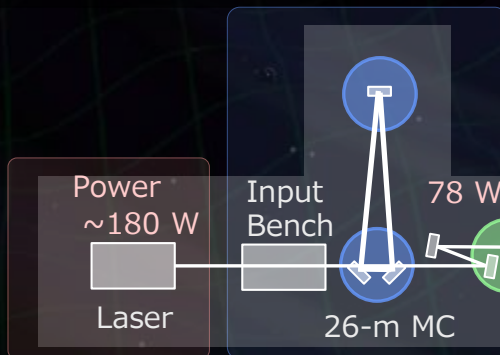 Power
~180 W
Input
Bench
78 W
Laser
26-m MC